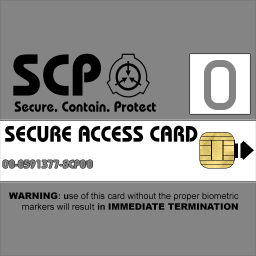 SCP
0
Secure. Contain. Protect
SECURE ACCESS CARD
00-0591377-SCP00
WARNING: use of this card without the proper biometric
markers will result in IMMEDIATE TERMINATION